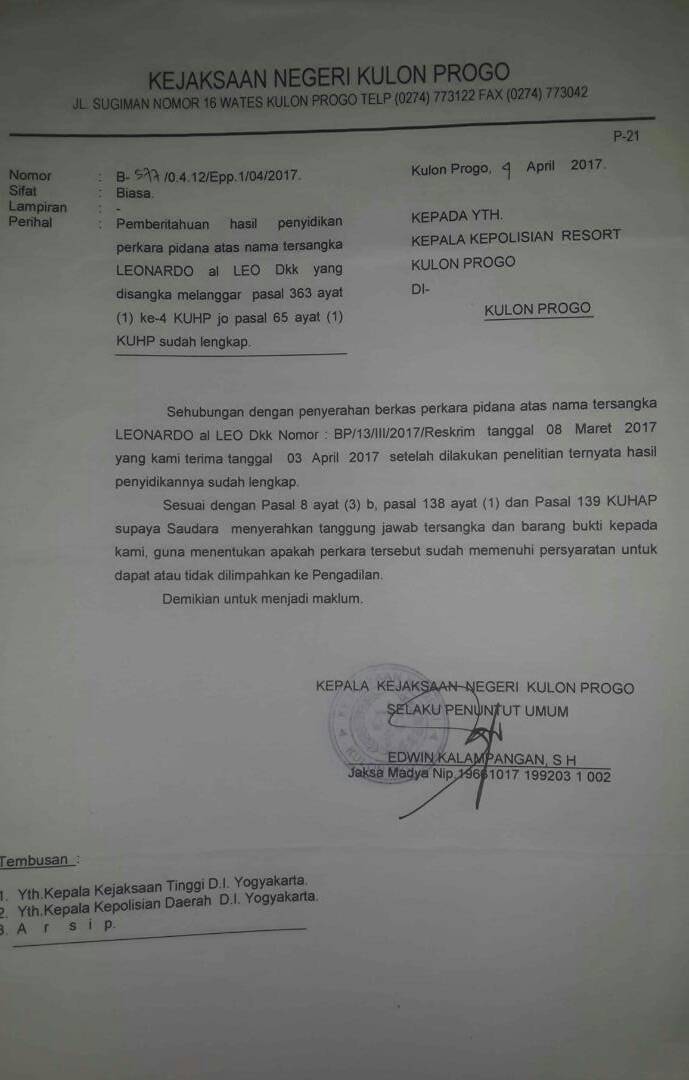 KEJAKSAAN NEGERI KULON PROGO
JL. SUGIMAN NOMOR 16 WATES KULON PROGO TELP (0274) 773122 FAX (0274) 773042
P-21
Nomor : B- 577 /0.4.12/Epp.1/04/2017.
Sifat : Biasa.
Lampiran : -
Perihal : Pemberitahuan hasil penyidikan
perkara pidana atas nama tersangka
LEONARDO al LEO Dkk yang
disangka melanggar pasal 363 ayat
(1) ke-4 KUHP jo pasal 65 ayat (1)
KUHP sudah lengkap.
Kulon Progo, 9 April 2017.
KEPADA YTH.
KEPALA KEPOLISIAN RESORT
KULON PROGO
DI-
KULON PROGO
Sehubungan dengan penyerahan berkas perkara pidana atas nama tersangka
LEONARDO al LEO Dkk Nomor : BP/13/III/2017/Reskrim tanggal 08 Maret 2017
yang kami terima tanggal 03 April 2017 setelah dilakukan penelitian ternyata hasil
penyidikannya sudah lengkap.
Sesuai dengan Pasal 8 ayat (3) b, pasal 138 ayat (1) dan Pasal 139 KUHAP
supaya Saudara menyerahkan tanggung jawab tersangka dan barang bukti kepada
kami, guna menentukan apakah perkara tersebut sudah memenuhi persyaratan untuk
dapat atau tidak dilimpahkan ke Pengadilan.
Demikian untuk menjadi maklum.
KEPALA KEJAKSAAN NEGERI KULON PROGO
SELAKU PENUNTUT UMUM
EDWIN KALAMPANGAN, S H
Jaksa Madya Nip.19661017 199203 1 002
Tembusan :
1. Yth.Kepala Kejaksaan Tinggi D.I. Yogyakarta.
2. Yth.Kepala Kepolisian Daerah D.I. Yogyakarta.
3. A r s i p.